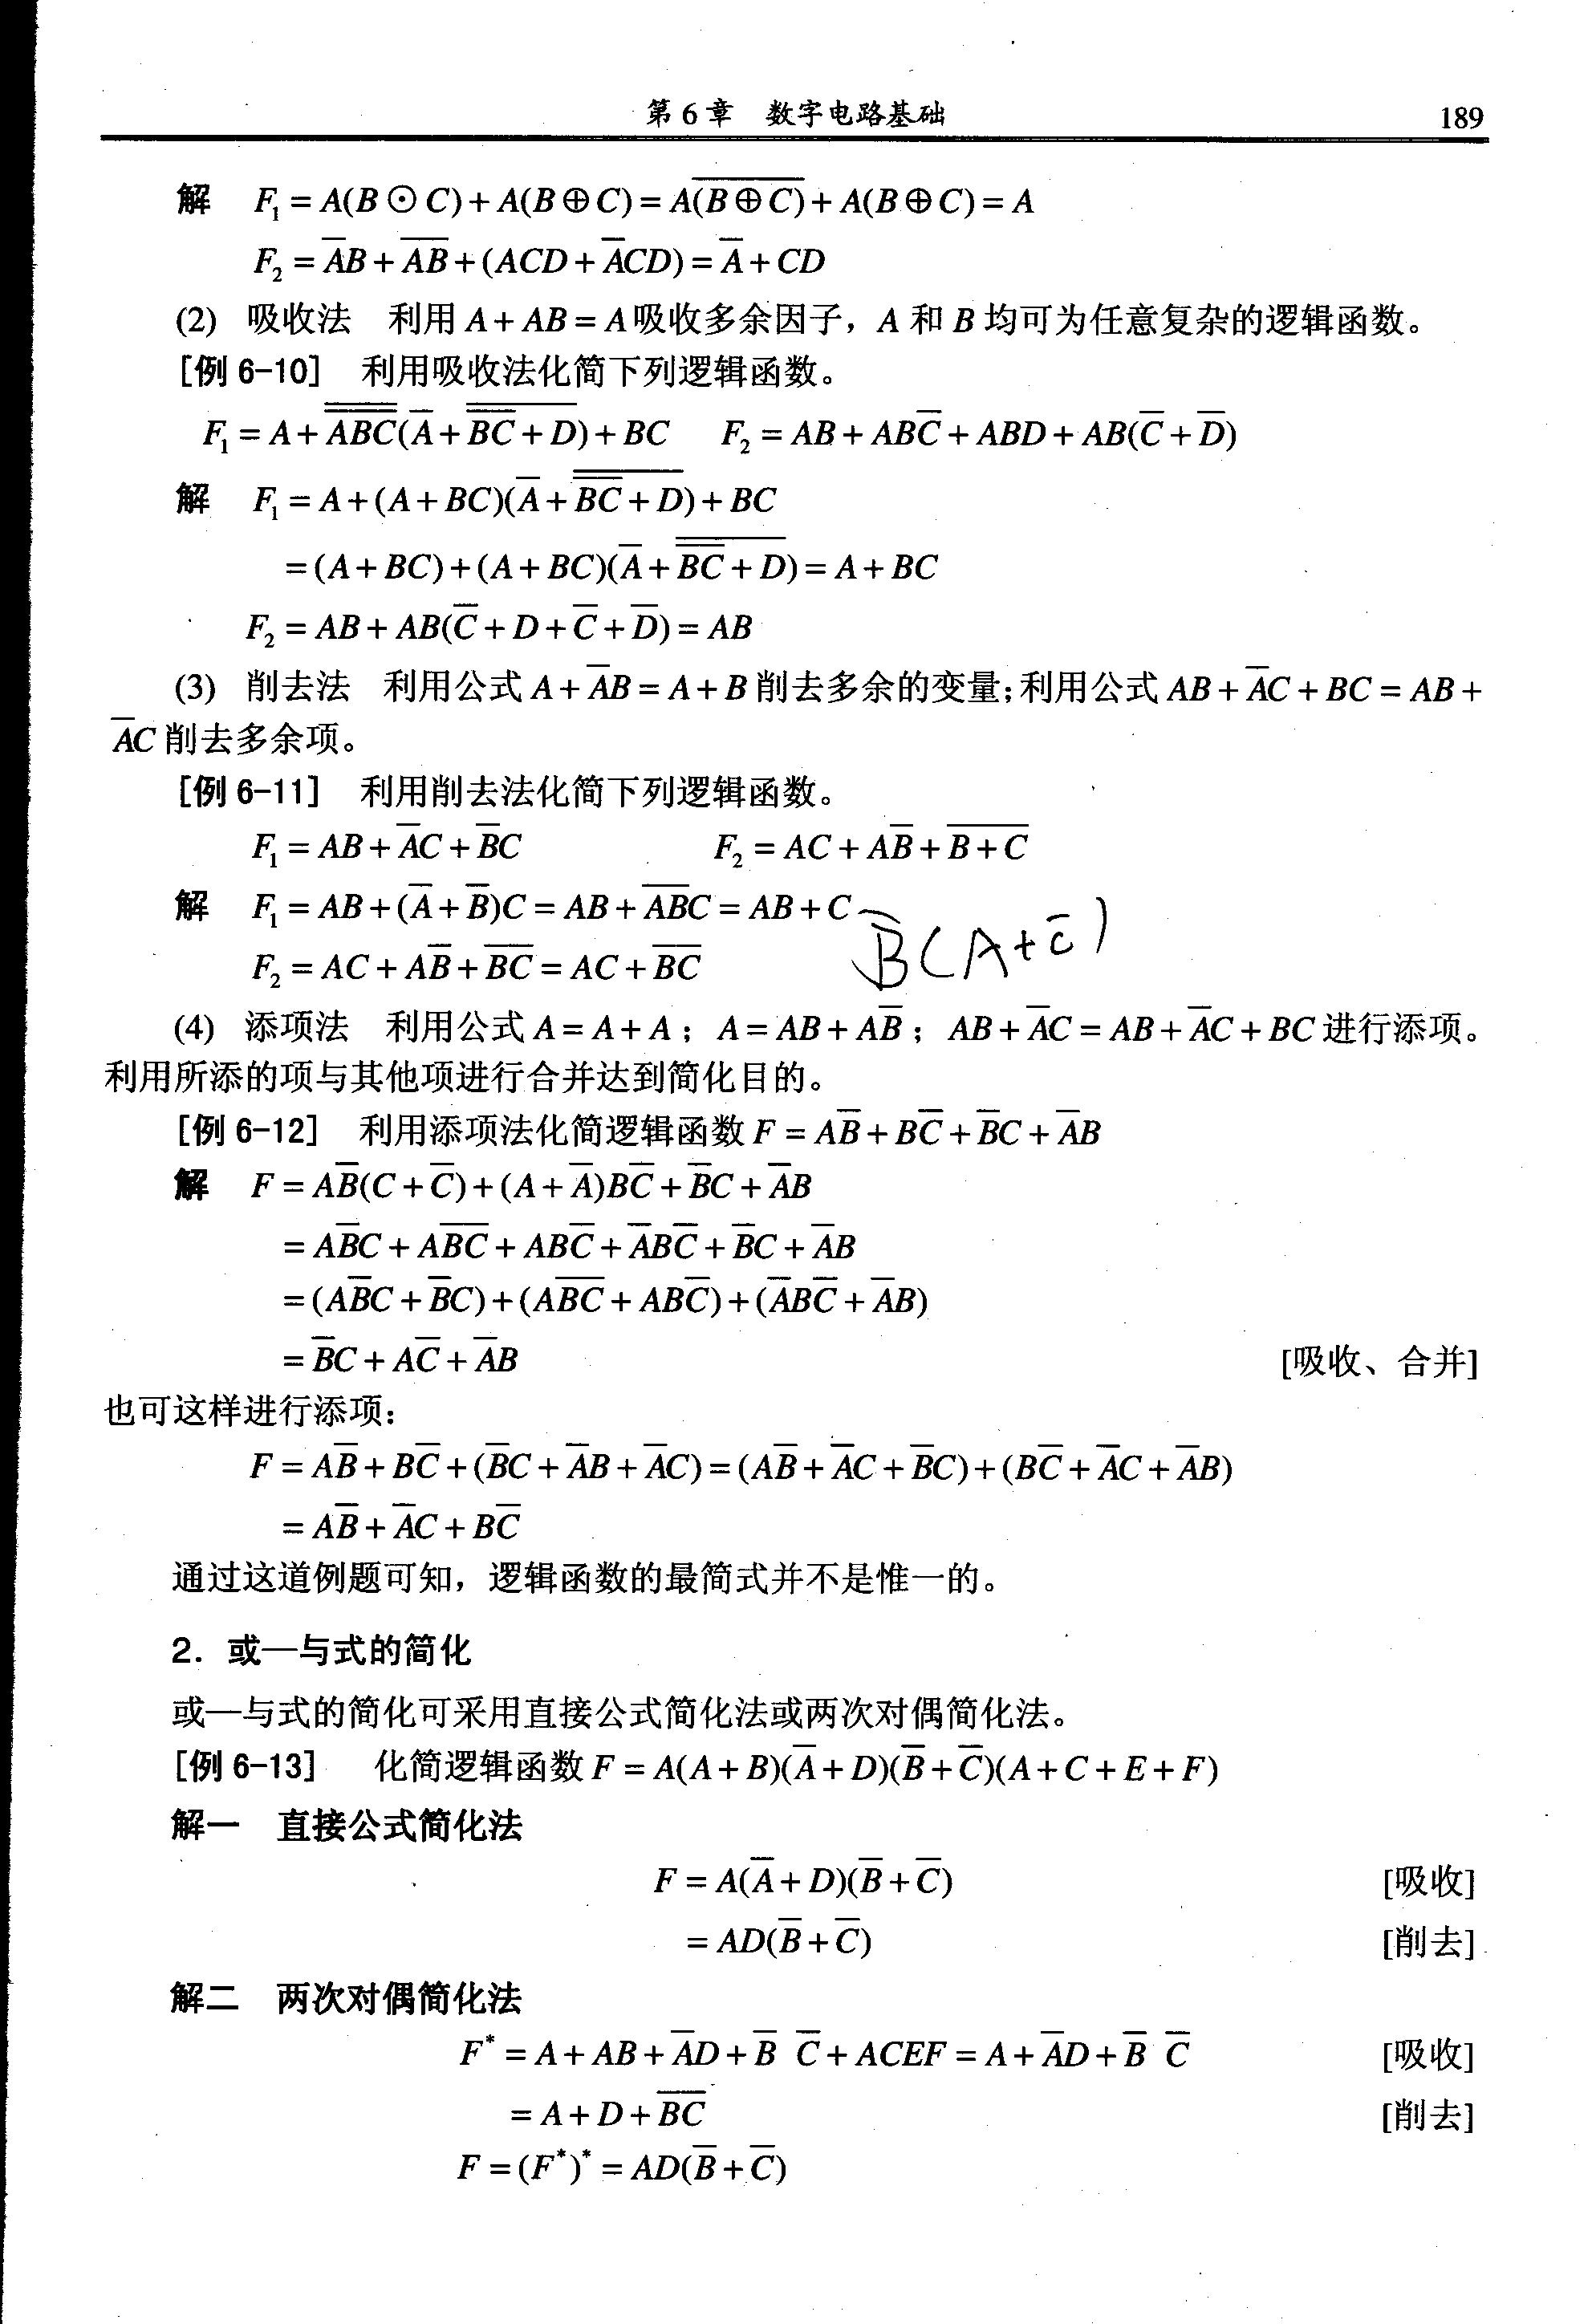 第6章 数字电路基础 189
解 F₁ = A(B⊙C) + A(B⊕C) = A\overline{(B⊕C)} + A(B⊕C) = A
F₂ = \overline{A}B + \overline{AB} + (ACD + \overline{A}CD) = \overline{A} + CD
(2) 吸收法 利用 A + AB = A 吸收多余因子，A 和 B 均可为任意复杂的逻辑函数。
[例 6-10] 利用吸收法化简下列逻辑函数。
F₁ = A + \overline{\overline{A}\overline{BC}}(\overline{A} + \overline{\overline{BC} + D}) + BC F₂ = AB + AB\overline{C} + ABD + AB(\overline{C} + \overline{D})
解 F₁ = A + (A + BC)(\overline{A} + \overline{\overline{BC} + D}) + BC
= (A + BC) + (A + BC)(\overline{A} + \overline{\overline{BC} + D}) = A + BC
F₂ = AB + AB(\overline{C} + D + \overline{C} + \overline{D}) = AB
(3) 削去法 利用公式 A + \overline{A}B = A + B 削去多余的变量；利用公式 AB + \overline{A}C + BC = AB +
\overline{A}C 削去多余项。
[例 6-11] 利用削去法化简下列逻辑函数。
F₁ = AB + \overline{A}C + \overline{B}C F₂ = AC + A\overline{B} + \overline{B + C}
解 F₁ = AB + (\overline{A} + \overline{B})C = AB + \overline{AB}C = AB + C
\overline{B}(A + \overline{C})
F₂ = AC + A\overline{B} + \overline{B}\overline{C} = AC + \overline{B}\overline{C}
(4) 添项法 利用公式 A = A + A； A = AB + A\overline{B}； AB + \overline{A}C = AB + \overline{A}C + BC 进行添项。
利用所添的项与其他项进行合并达到简化目的。
[例 6-12] 利用添项法化简逻辑函数 F = A\overline{B} + B\overline{C} + \overline{B}C + \overline{A}B
解 F = A\overline{B}(C + \overline{C}) + (A + \overline{A})B\overline{C} + \overline{B}C + \overline{A}B
= A\overline{B}C + A\overline{B}\overline{C} + AB\overline{C} + \overline{A}B\overline{C} + \overline{B}C + \overline{A}B
= (A\overline{B}C + \overline{B}C) + (A\overline{B}\overline{C} + AB\overline{C}) + (\overline{A}B\overline{C} + \overline{A}B)
= \overline{B}C + A\overline{C} + \overline{A}B [吸收、合并]
也可这样进行添项：
F = A\overline{B} + B\overline{C} + (\overline{B}C + \overline{A}B + \overline{A}C) = (A\overline{B} + \overline{A}C + \overline{B}C) + (B\overline{C} + \overline{A}C + \overline{A}B)
= A\overline{B} + \overline{A}C + B\overline{C}
通过这道例题可知，逻辑函数的最简式并不是惟一的。
2．或—与式的简化
或—与式的简化可采用直接公式简化法或两次对偶简化法。
[例 6-13] 化简逻辑函数 F = A(A + B)(\overline{A} + D)(\overline{B} + \overline{C})(A + C + E + F)
解一 直接公式简化法
F = A(\overline{A} + D)(\overline{B} + \overline{C}) [吸收]
= AD(\overline{B} + \overline{C}) [削去]
解二 两次对偶简化法
F* = A + AB + \overline{A}D + \overline{B} \overline{C} + ACEF = A + \overline{A}D + \overline{B} \overline{C} [吸收]
= A + D + \overline{B}\overline{C} [削去]
F = (F*)* = AD(\overline{B} + \overline{C})